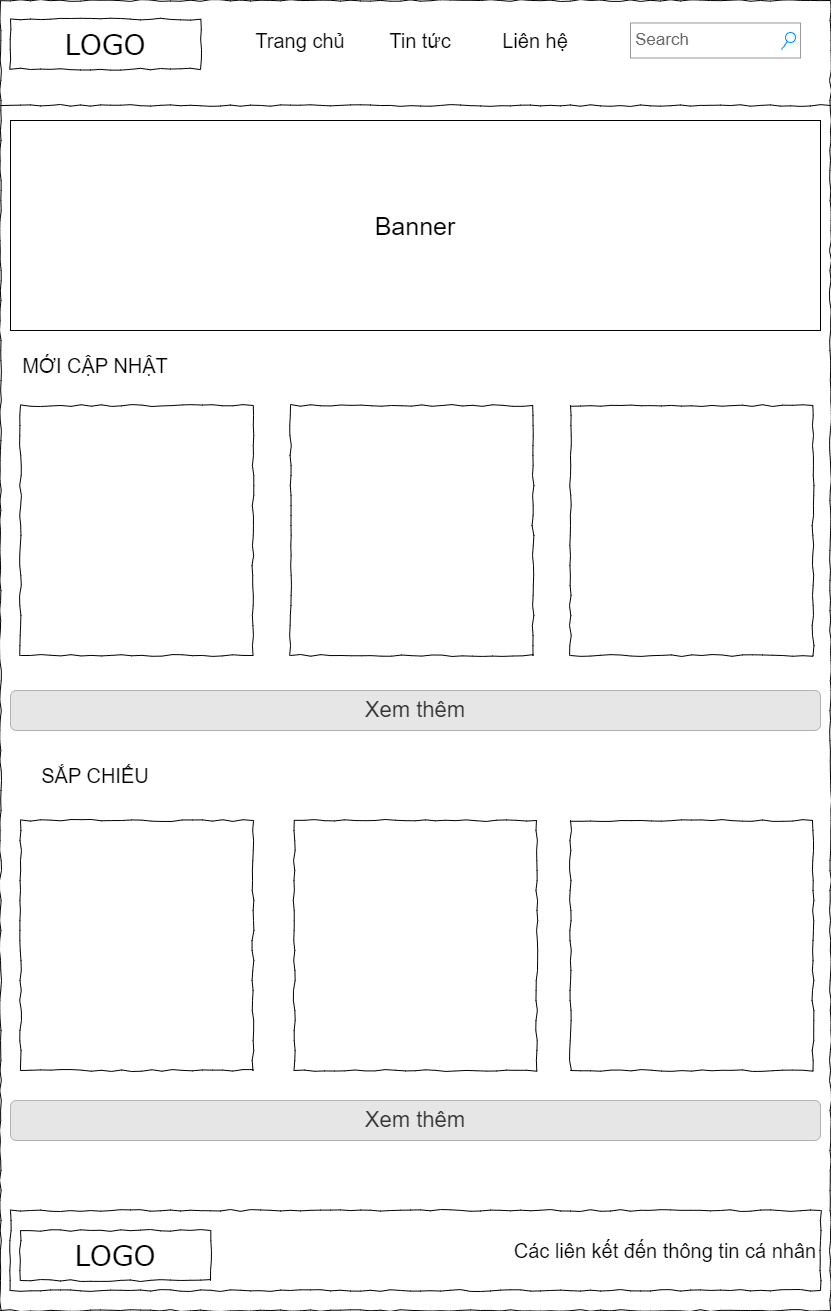 LOGO
Trang chủ
Tin tức
Liên hệ
Search
Banner
MỚI CẬP NHẬT
Xem thêm
SẮP CHIẾU
Xem thêm
LOGO
Các liên kết đến thông tin cá nhân